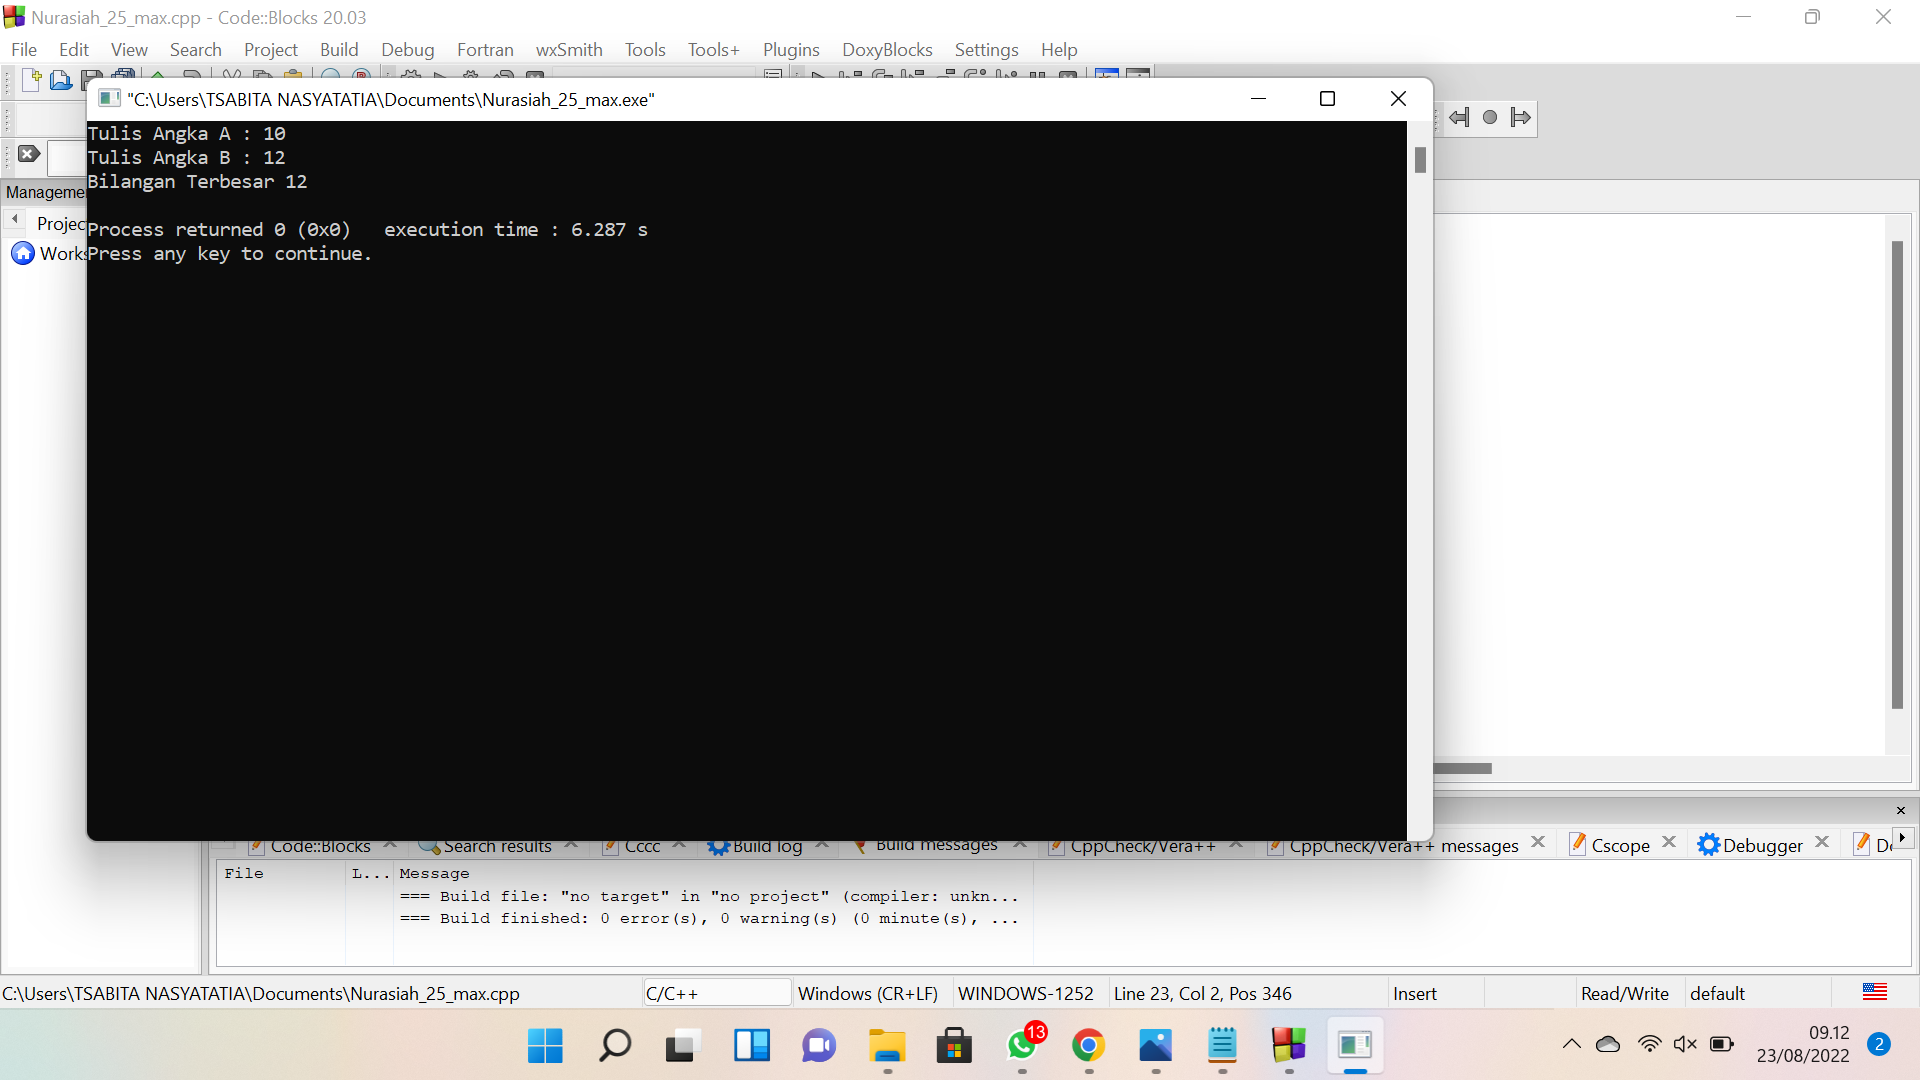 Nurasiah_25_max.cpp - Code::Blocks 20.03
File Edit View Search Project Build Debug Fortran wxSmith Tools Tools+ Plugins DoxyBlocks Settings Help
"C:\Users\TSABITA NASYATATIA\Documents\Nurasiah_25_max.exe"
Tulis Angka A : 10
Tulis Angka B : 12
Bilangan Terbesar 12
Process returned 0 (0x0)   execution time : 6.287 s
Press any key to continue.
Code::Blocks Search results Cccc Build log Build messages CppCheck/Vera++ CppCheck/Vera++ messages Cscope Debugger
File L... Message
=== Build file: "no target" in "no project" (compiler: unkn...
=== Build finished: 0 error(s), 0 warning(s) (0 minute(s), ...
C:\Users\TSABITA NASYATATIA\Documents\Nurasiah_25_max.cpp C/C++ Windows (CR+LF) WINDOWS-1252 Line 23, Col 2, Pos 346 Insert Read/Write default
13
09.12
23/08/2022
2